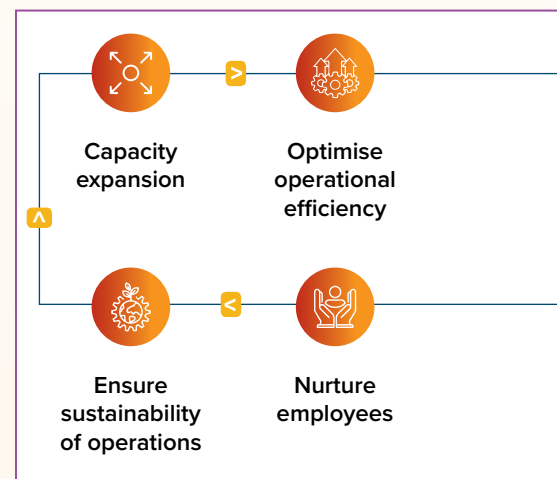 Capacity
expansion
Optimise
operational
efficiency
Ensure
sustainability
of operations
Nurture
employees